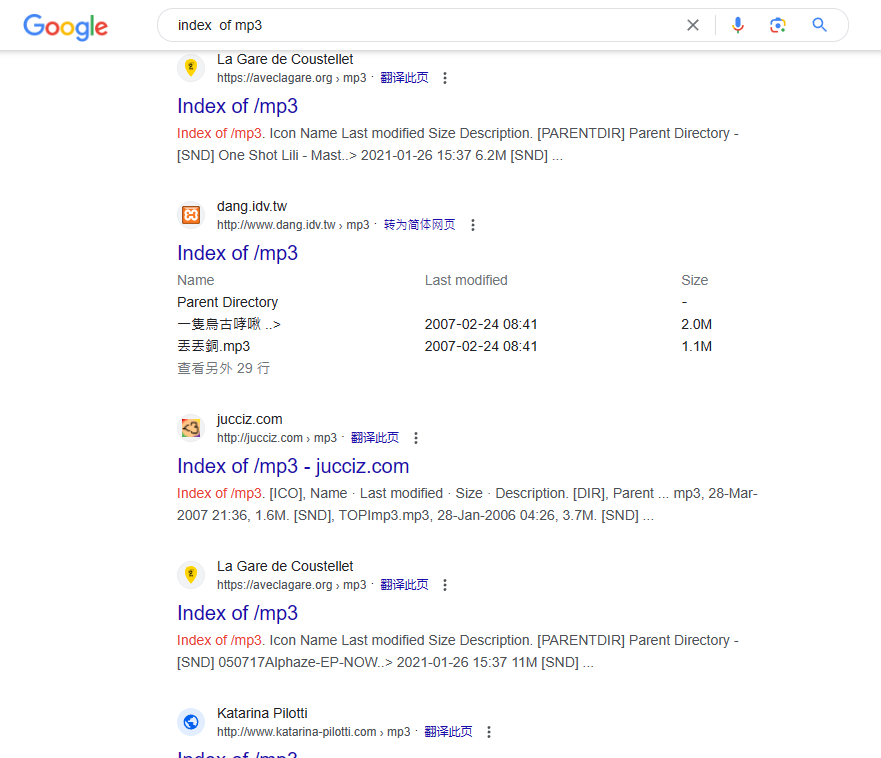 Google
index  of mp3
La Gare de Coustellet
https://aveclagare.org › mp3 · 翻译此页
Index of /mp3
Index of /mp3. Icon Name Last modified Size Description. [PARENTDIR] Parent Directory -
[SND] One Shot Lili - Mast..> 2021-01-26 15:37 6.2M [SND] ...
dang.idv.tw
http://www.dang.idv.tw › mp3 · 转为简体网页
Index of /mp3
Name Last modified Size
Parent Directory -
一隻鳥古哮啾 ..> 2007-02-24 08:41 2.0M
丟丟銅.mp3 2007-02-24 08:41 1.1M
查看另外 29 行
jucciz.com
http://jucciz.com › mp3 · 翻译此页
Index of /mp3 - jucciz.com
Index of /mp3. [ICO], Name · Last modified · Size · Description. [DIR], Parent ... mp3, 28-Mar-
2007 21:36, 1.6M. [SND], TOPImp3.mp3, 28-Jan-2006 04:26, 3.7M. [SND] ...
La Gare de Coustellet
https://aveclagare.org › mp3 · 翻译此页
Index of /mp3
Index of /mp3. Icon Name Last modified Size Description. [PARENTDIR] Parent Directory -
[SND] 050717Alphaze-EP-NOW..> 2021-01-26 15:37 11M [SND] ...
Katarina Pilotti
http://www.katarina-pilotti.com › mp3 · 翻译此页
Index of /mp3